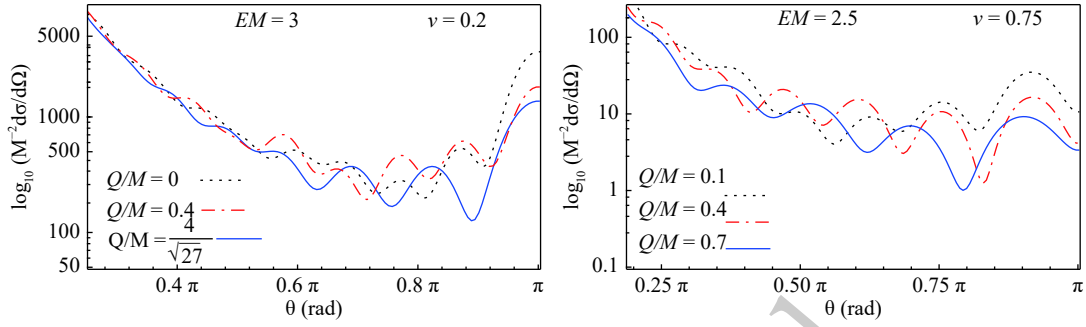 EM = 3 v = 0.2
5000
1000
500
100
50
log₁₀ (M⁻²dσ/dΩ)
Q/M = 0
Q/M = 0.4
Q/M = 4/√27
0.4 π 0.6 π 0.8 π π
θ (rad)
EM = 2.5 v = 0.75
100
10
1
0.1
log₁₀ (M⁻²dσ/dΩ)
Q/M = 0.1
Q/M = 0.4
Q/M = 0.7
0.25 π 0.50 π 0.75 π π
θ (rad)